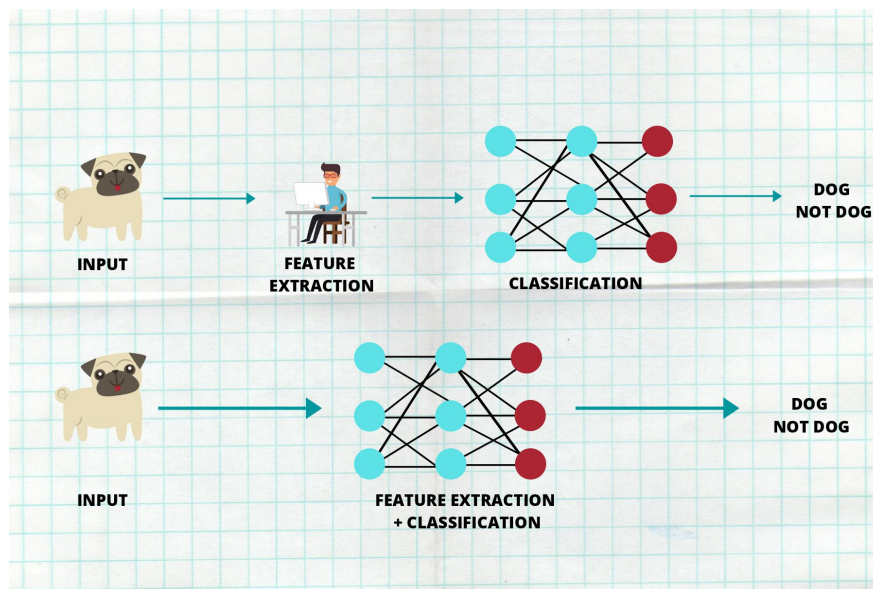 DOG
NOT DOG
INPUT
FEATURE
EXTRACTION
CLASSIFICATION
DOG
NOT DOG
INPUT
FEATURE EXTRACTION
+ CLASSIFICATION